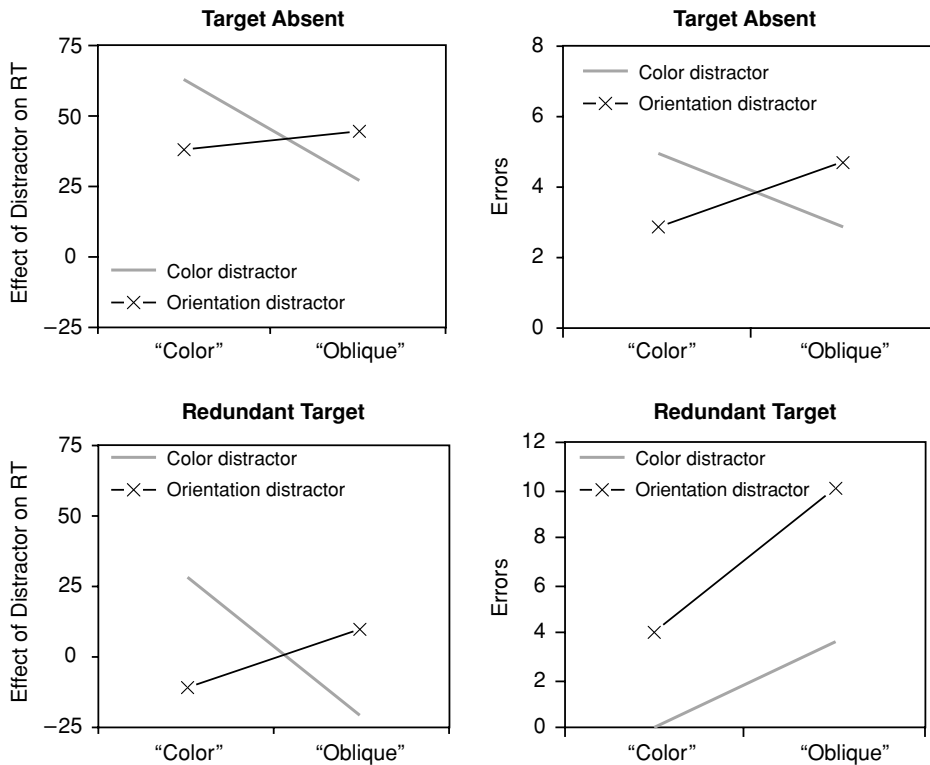 Target Absent
Effect of Distractor on RT
75
50
25
0
−25
Color distractor
Orientation distractor
“Color” “Oblique”
Target Absent
Errors
8
6
4
2
0
Color distractor
Orientation distractor
“Color” “Oblique”
Redundant Target
Effect of Distractor on RT
75
50
25
0
−25
Color distractor
Orientation distractor
“Color” “Oblique”
Redundant Target
Errors
12
10
8
6
4
2
0
Color distractor
Orientation distractor
“Color” “Oblique”